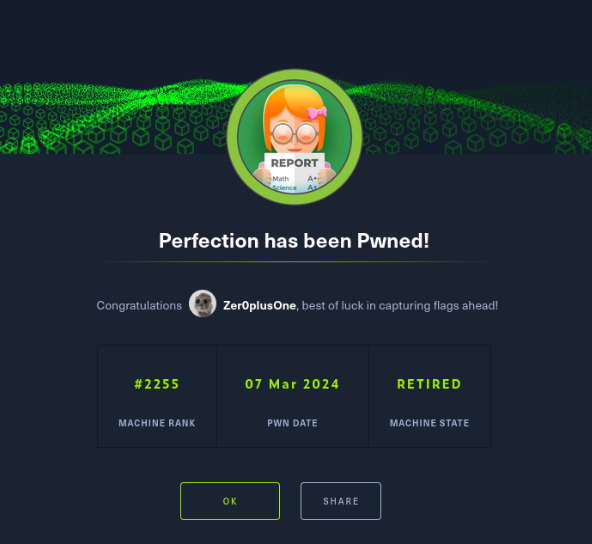 REPORT
Math A+
Science A+
Perfection has been Pwned!
Congratulations Zer0plusOne, best of luck in capturing flags ahead!
#2255 07 Mar 2024 RETIRED
MACHINE RANK PWN DATE MACHINE STATE
OK SHARE